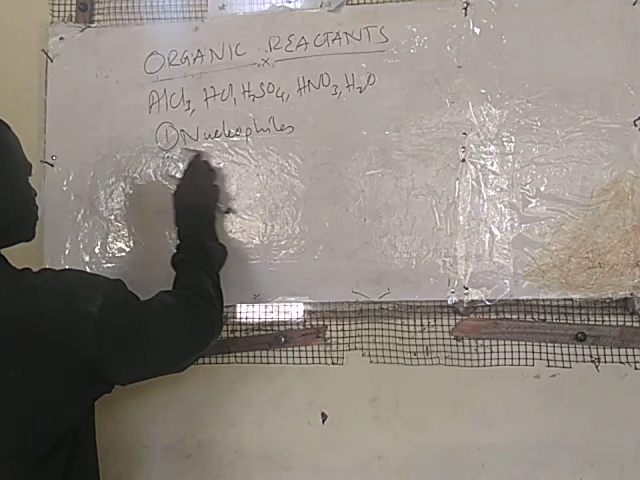 ORGANIC REACTANTS
AlCl3, HCl, H2SO4, HNO3, H2O
① Nucleophiles